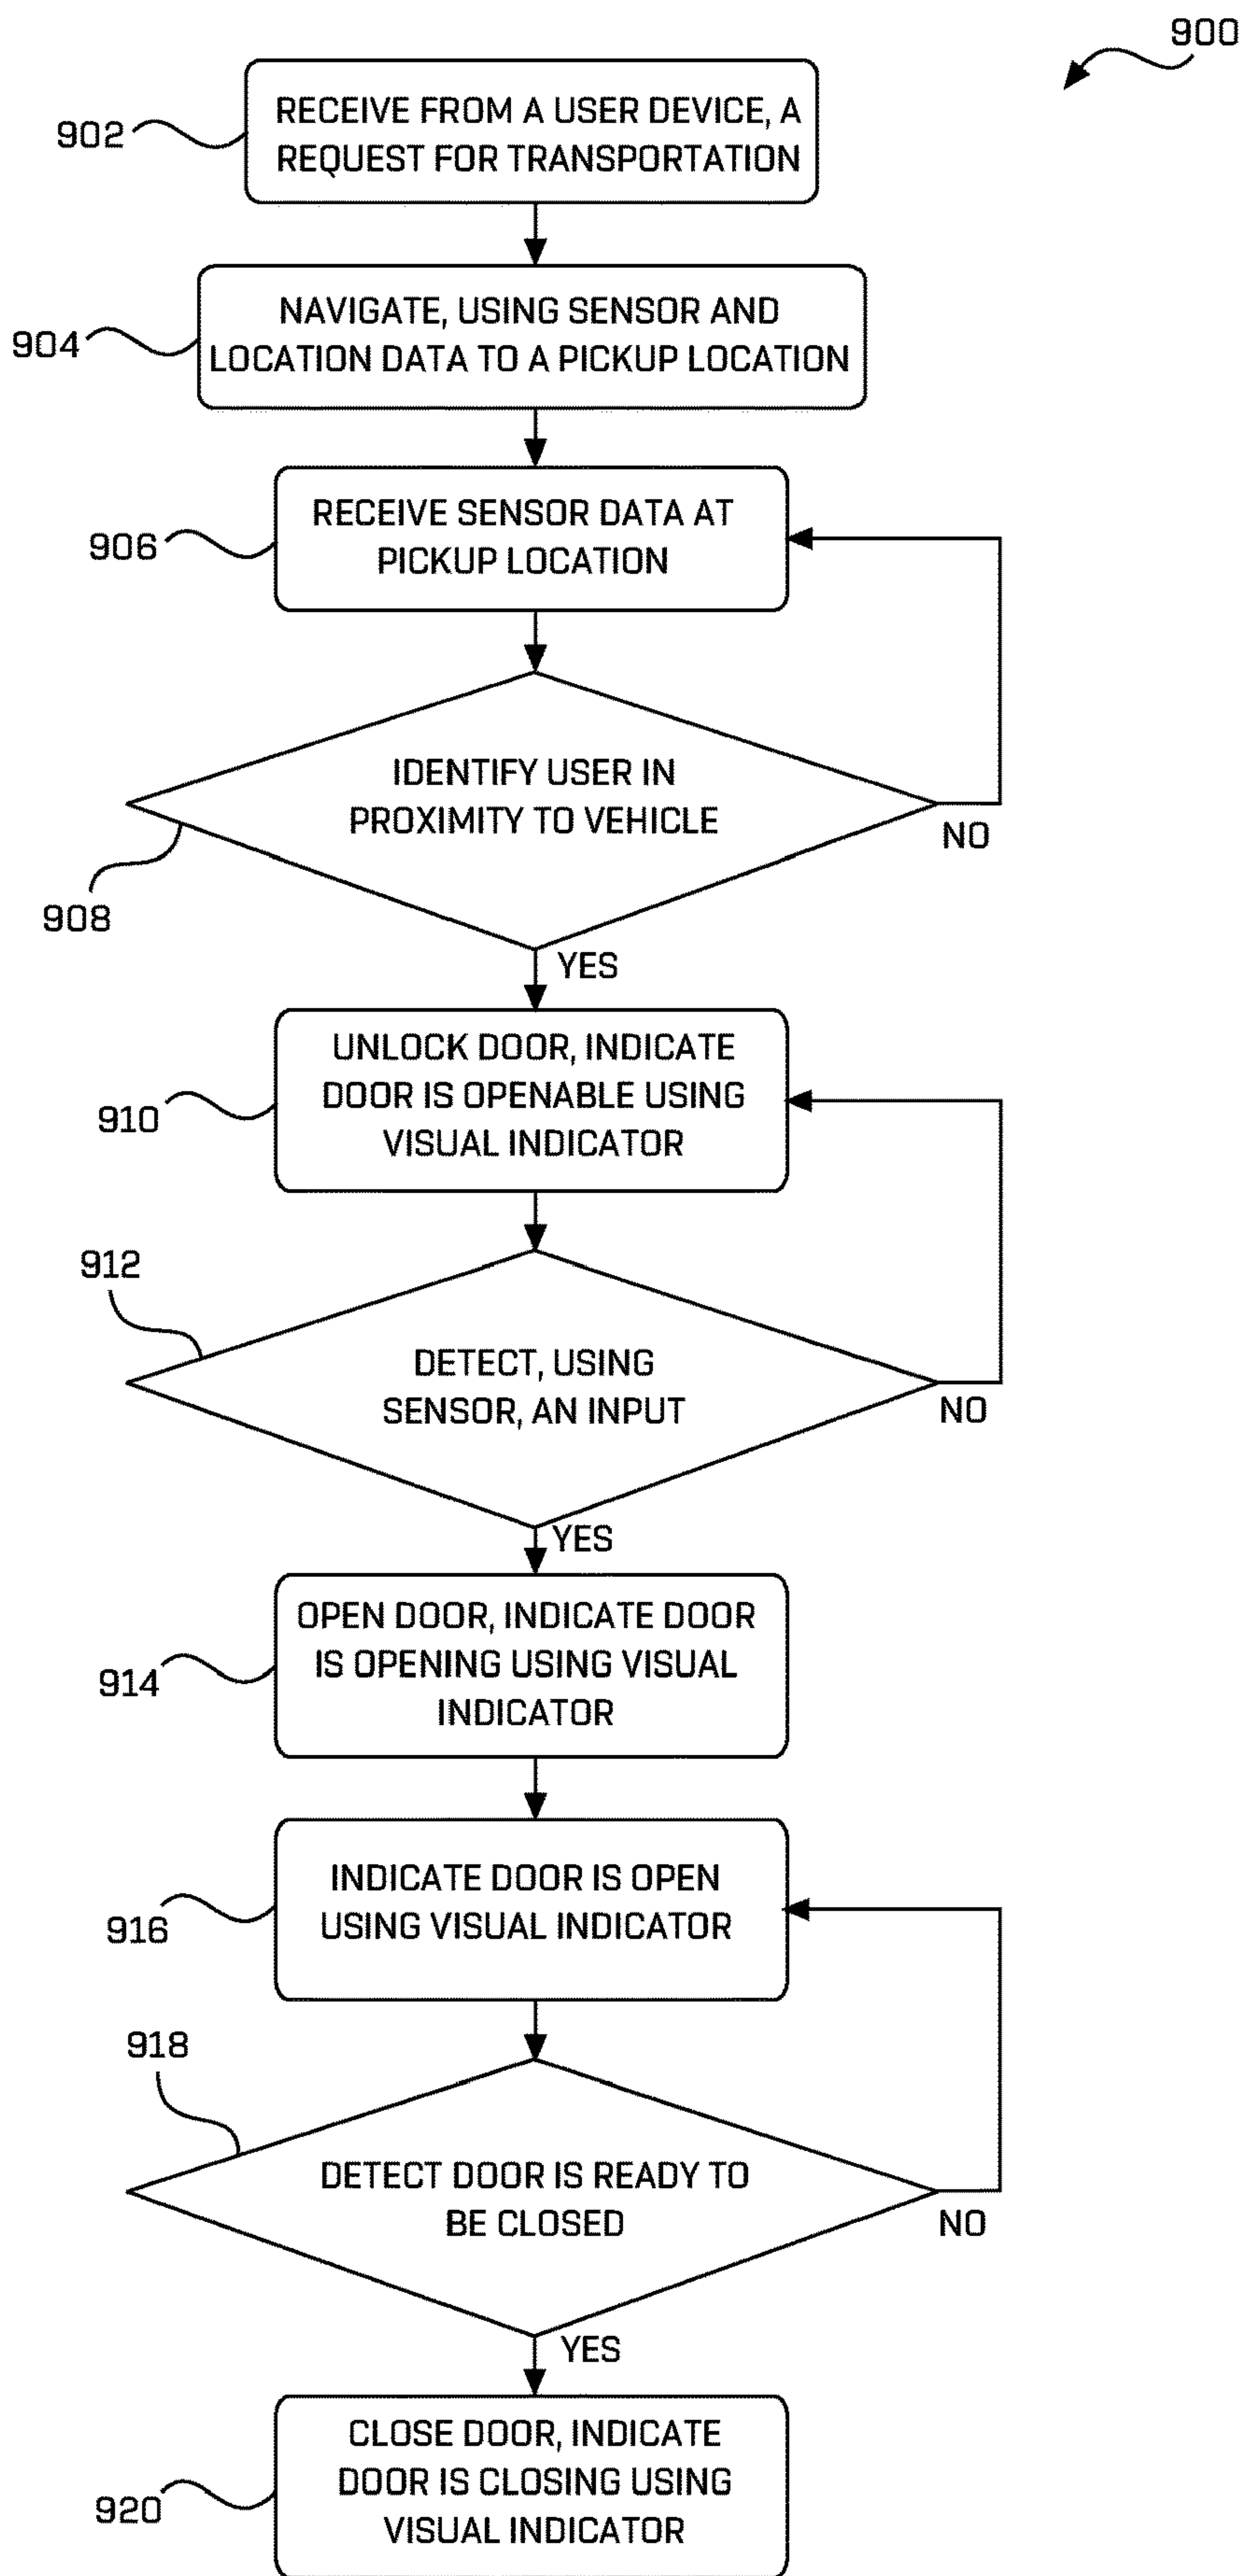 900
902
RECEIVE FROM A USER DEVICE, A
REQUEST FOR TRANSPORTATION
904
NAVIGATE, USING SENSOR AND
LOCATION DATA TO A PICKUP LOCATION
906
RECEIVE SENSOR DATA AT
PICKUP LOCATION
908
IDENTIFY USER IN
PROXIMITY TO VEHICLE
NO
YES
910
UNLOCK DOOR, INDICATE
DOOR IS OPENABLE USING
VISUAL INDICATOR
912
DETECT, USING
SENSOR, AN INPUT
NO
YES
914
OPEN DOOR, INDICATE DOOR
IS OPENING USING VISUAL
INDICATOR
916
INDICATE DOOR IS OPEN
USING VISUAL INDICATOR
918
DETECT DOOR IS READY TO
BE CLOSED
NO
YES
920
CLOSE DOOR, INDICATE
DOOR IS CLOSING USING
VISUAL INDICATOR